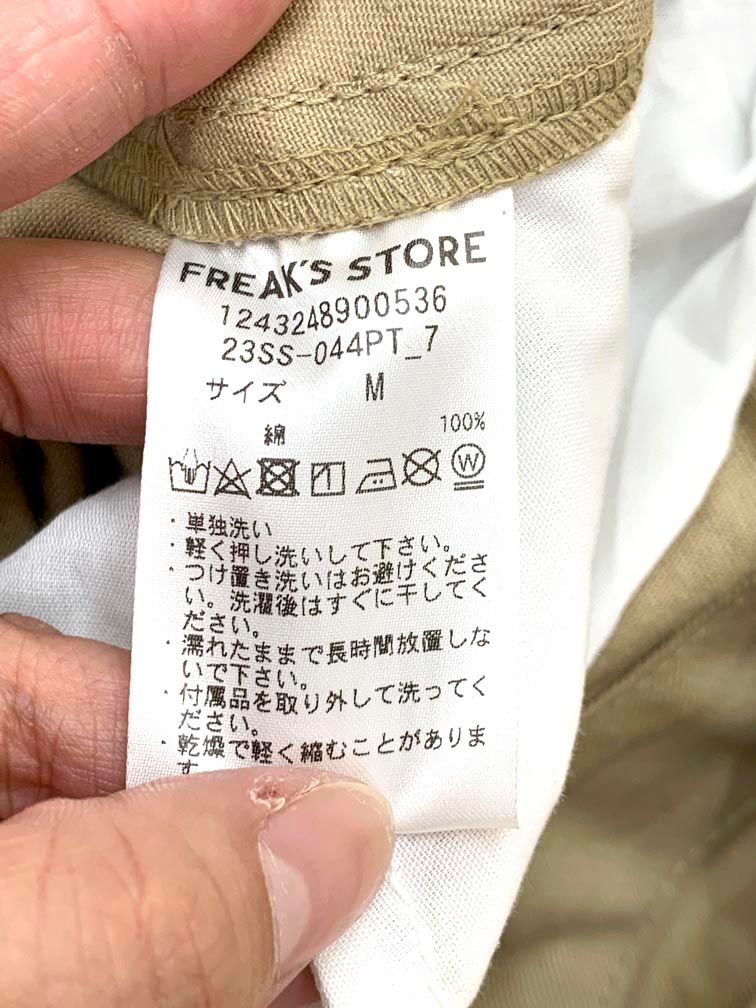 FREAK'S STORE
1243248900536
23SS-044PT_7
サイズ M
綿 100%
W
・単独洗い
・軽く押し洗いして下さい。
・つけ置き洗いはお避けくださ
い。洗濯後はすぐに干してく
ださい。
・濡れたままで長時間放置しな
いで下さい。
・付属品を取り外して洗ってく
ださい。
・乾燥で軽く縮むことがありま
す